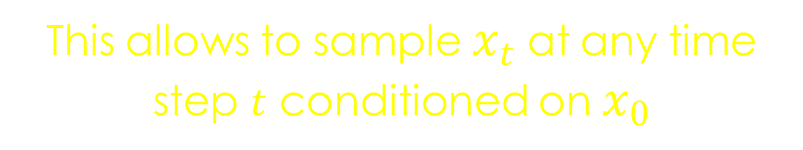 This allows to sample xₜ at any time
step t conditioned on x₀